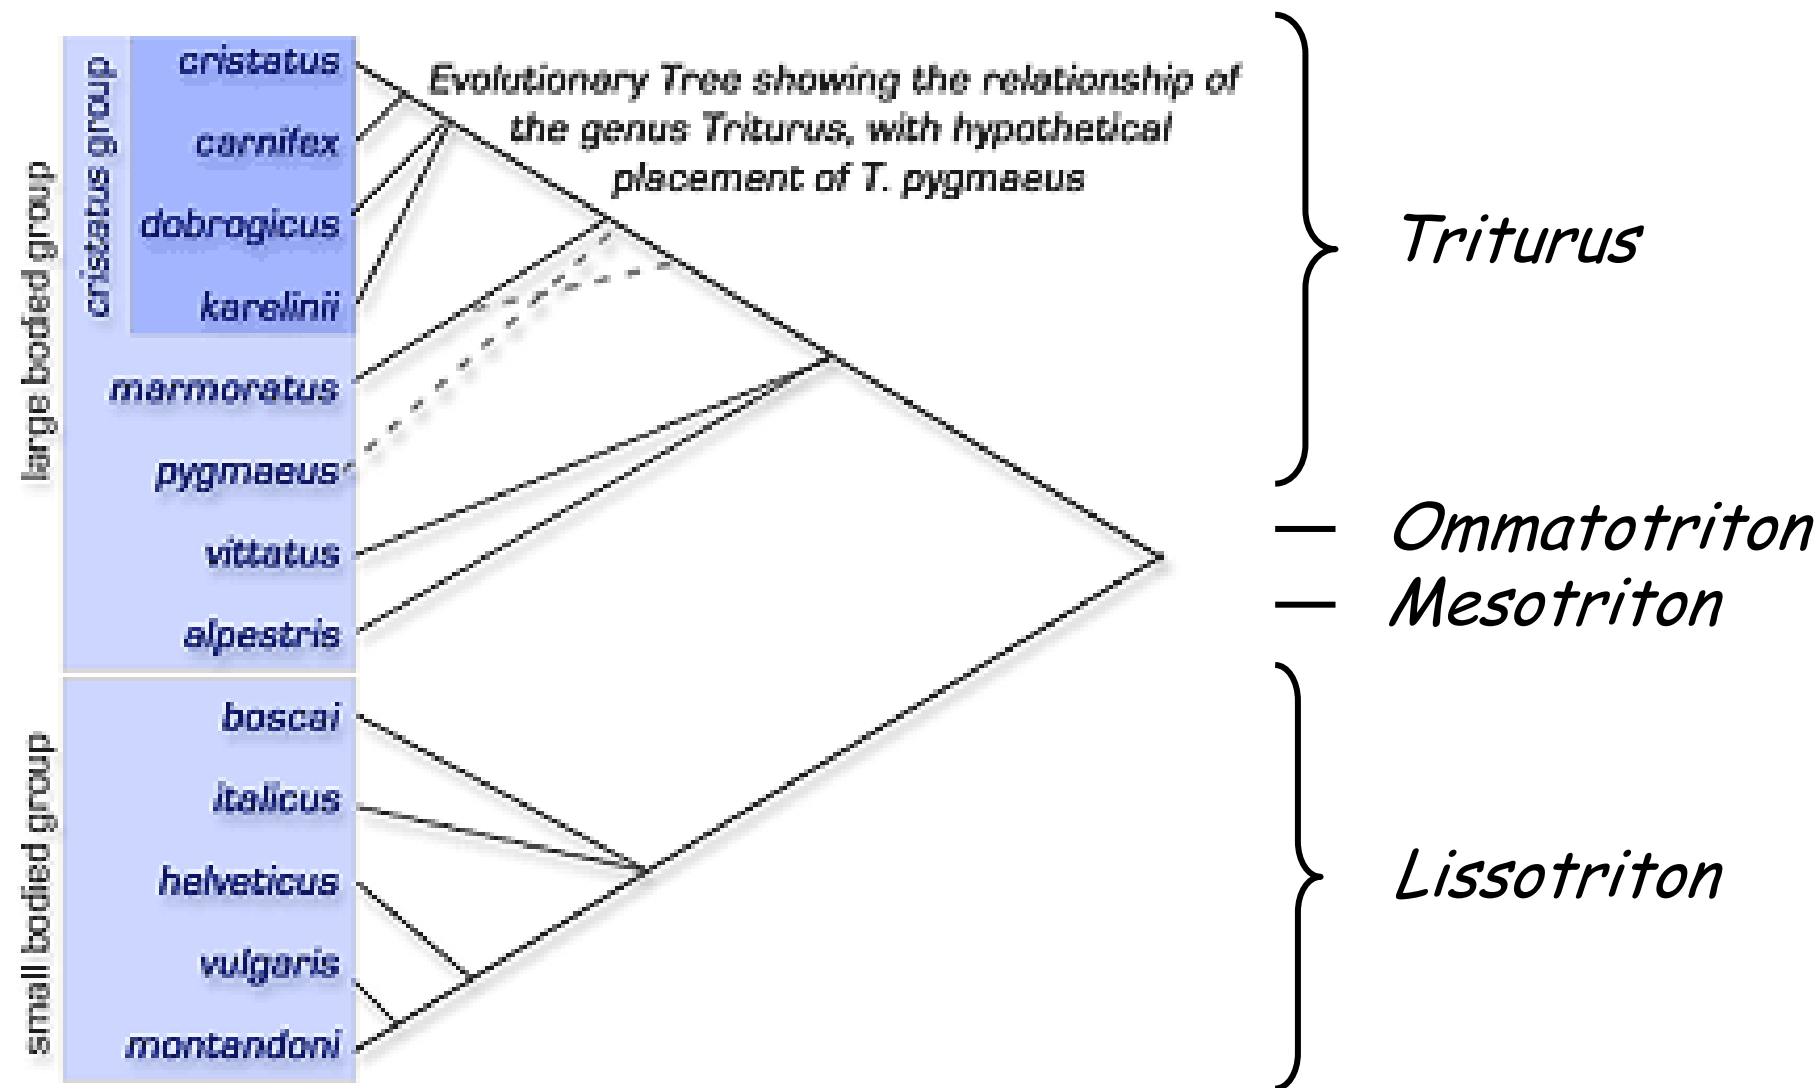 Evolutionary Tree showing the relationship of
the genus Triturus, with hypothetical
placement of T. pygmaeus
large bodied group
cristatus group
cristatus
carnifex
dobrogicus
karelinii
marmoratus
pygmaeus
vittatus
alpestris
small bodied group
boscai
italicus
helveticus
vulgaris
montandoni
Triturus
Ommatotriton
Mesotriton
Lissotriton